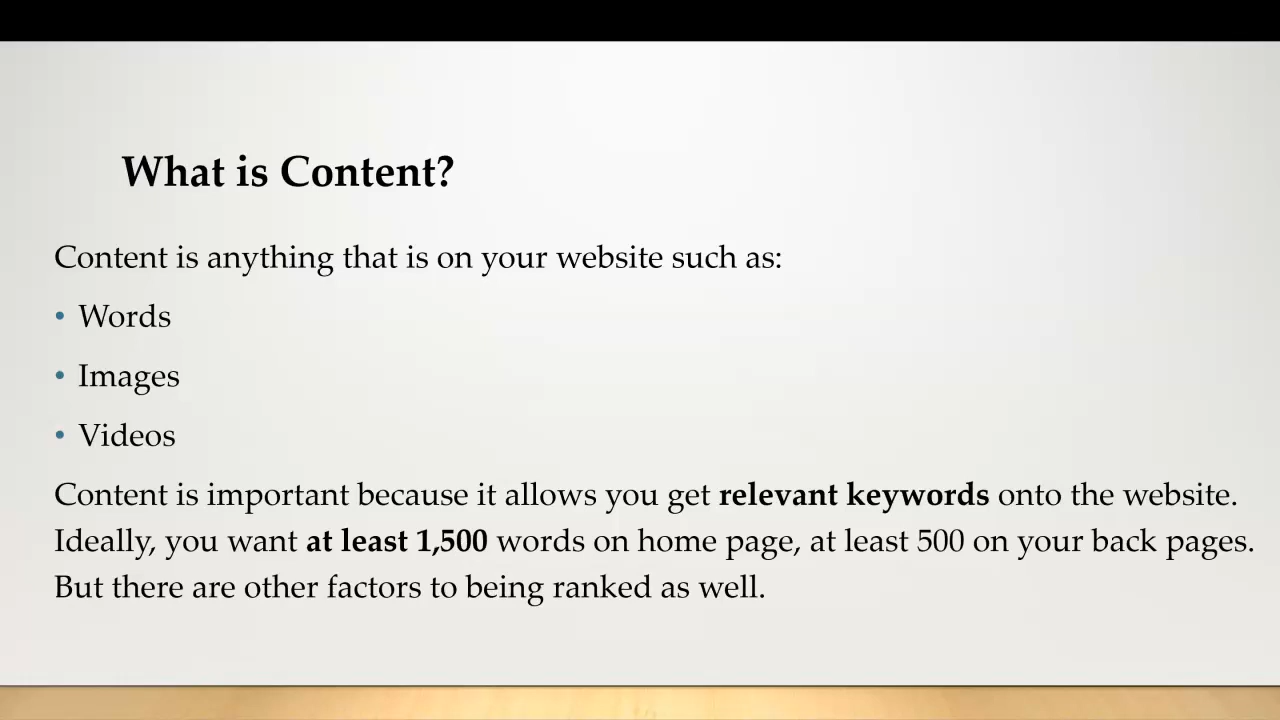 What is Content?
Content is anything that is on your website such as:
• Words
• Images
• Videos
Content is important because it allows you get relevant keywords onto the website.
Ideally, you want at least 1,500 words on home page, at least 500 on your back pages.
But there are other factors to being ranked as well.